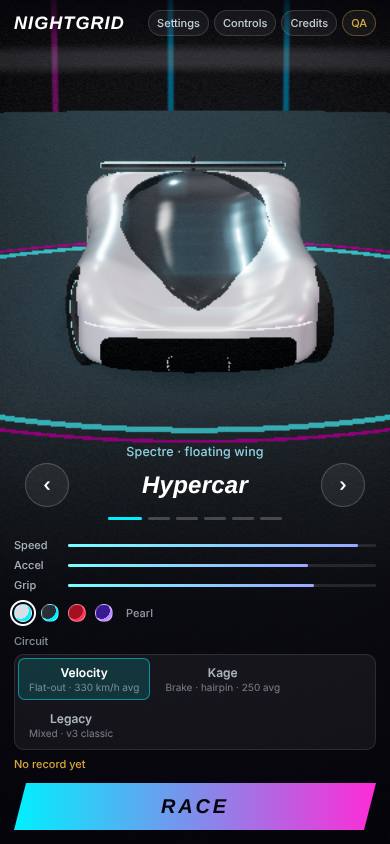 NIGHTGRID
Settings
Controls
Credits
QA
Spectre · floating wing
‹
Hypercar
›
Speed
Accel
Grip
Pearl
Circuit
Velocity
Flat-out · 330 km/h avg
Kage
Brake · hairpin · 250 avg
Legacy
Mixed · v3 classic
No record yet
RACE